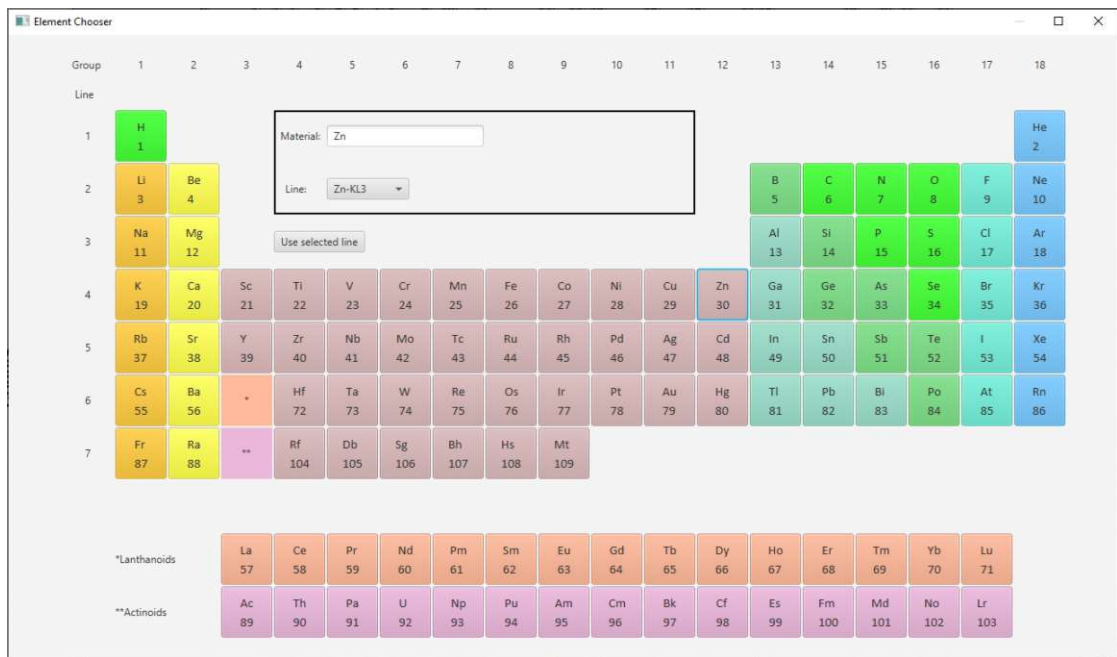 Element Chooser
Group 1 2 3 4 5 6 7 8 9 10 11 12 13 14 15 16 17 18
Line
1 H 1 He 2
Material: Zn
Line: Zn-KL3
2 Li 3 Be 4 B 5 C 6 N 7 O 8 F 9 Ne 10
3 Na 11 Mg 12 Use selected line Al 13 Si 14 P 15 S 16 Cl 17 Ar 18
4 K 19 Ca 20 Sc 21 Ti 22 V 23 Cr 24 Mn 25 Fe 26 Co 27 Ni 28 Cu 29 Zn 30 Ga 31 Ge 32 As 33 Se 34 Br 35 Kr 36
5 Rb 37 Sr 38 Y 39 Zr 40 Nb 41 Mo 42 Tc 43 Ru 44 Rh 45 Pd 46 Ag 47 Cd 48 In 49 Sn 50 Sb 51 Te 52 I 53 Xe 54
6 Cs 55 Ba 56 * Hf 72 Ta 73 W 74 Re 75 Os 76 Ir 77 Pt 78 Au 79 Hg 80 Tl 81 Pb 82 Bi 83 Po 84 At 85 Rn 86
7 Fr 87 Ra 88 ** Rf 104 Db 105 Sg 106 Bh 107 Hs 108 Mt 109
*Lanthanoids La 57 Ce 58 Pr 59 Nd 60 Pm 61 Sm 62 Eu 63 Gd 64 Tb 65 Dy 66 Ho 67 Er 68 Tm 69 Yb 70 Lu 71
**Actinoids Ac 89 Th 90 Pa 91 U 92 Np 93 Pu 94 Am 95 Cm 96 Bk 97 Cf 98 Es 99 Fm 100 Md 101 No 102 Lr 103